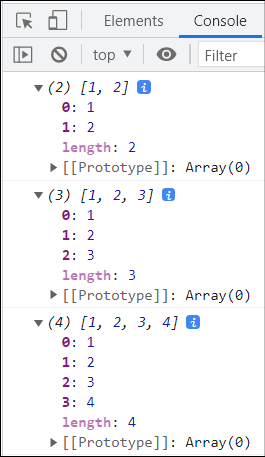 Elements Console
top Filter
(2) [1, 2] i
0: 1
1: 2
length: 2
[[Prototype]]: Array(0)
(3) [1, 2, 3] i
0: 1
1: 2
2: 3
length: 3
[[Prototype]]: Array(0)
(4) [1, 2, 3, 4] i
0: 1
1: 2
2: 3
3: 4
length: 4
[[Prototype]]: Array(0)